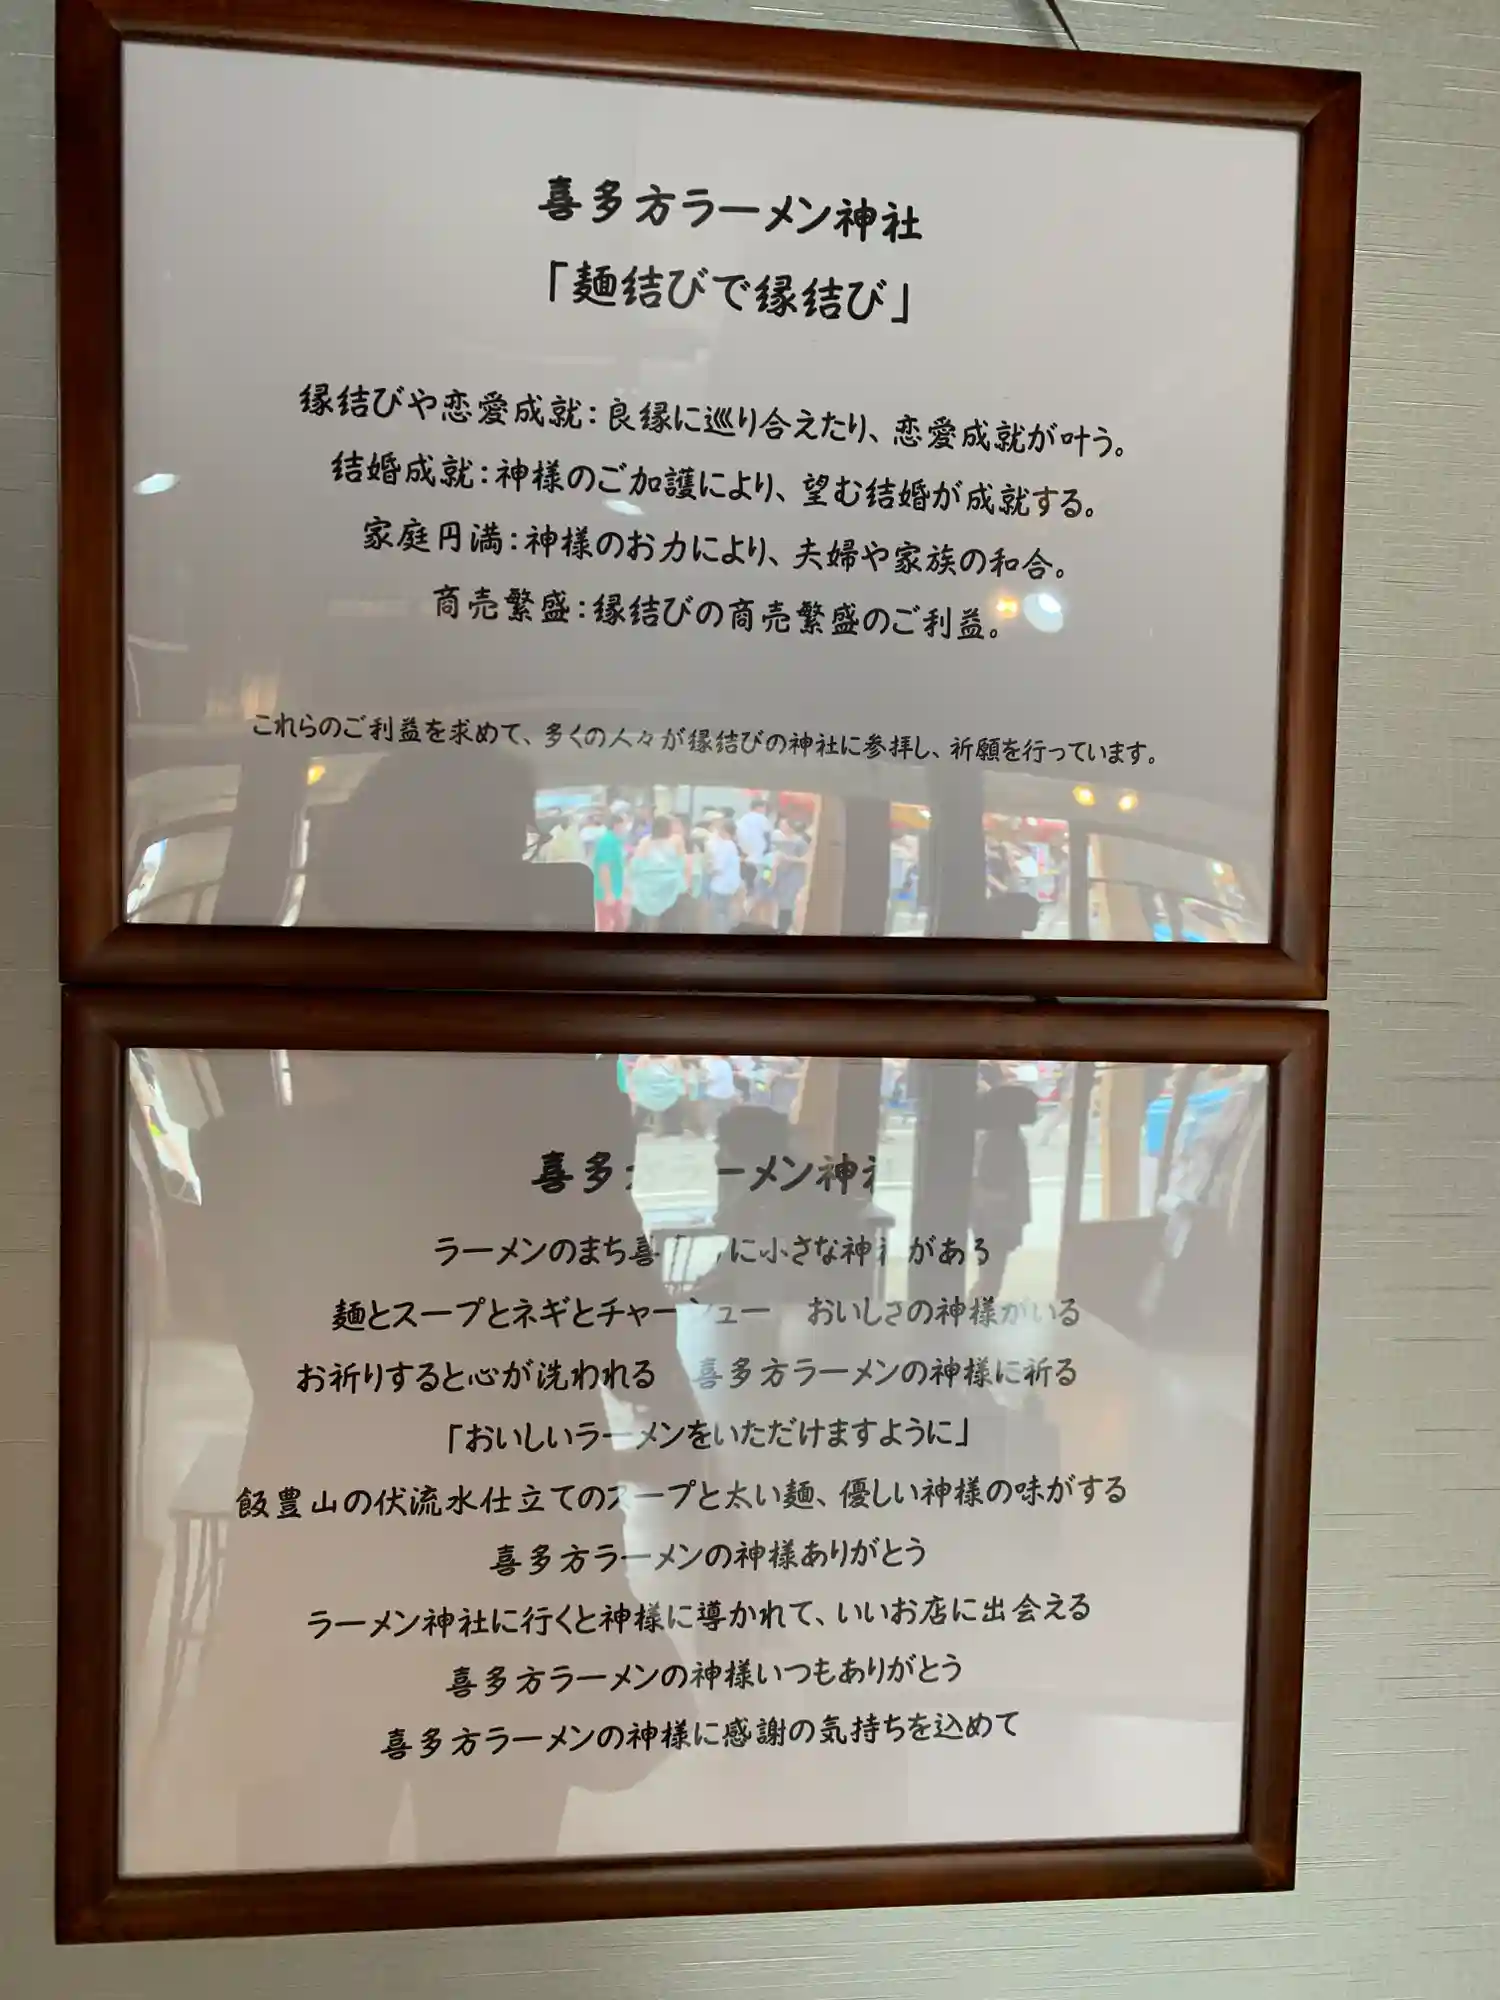 喜多方ラーメン神社
「麺結びで縁結び」
縁結びや恋愛成就：良縁に巡り合えたり、恋愛成就が叶う。
结婚成就：神様のご加護により、望む结婚が成就する。
家庭円満：神様のお力により、夫婦や家族の和合。
商売繁盛：縁結びの商売繁盛のご利益。
これらのご利益を求めて、多くの人々が縁結びの神社に参拝し、祈願を行っています。
喜多方ラーメン神社
ラーメンのまち喜多方に小さな神社がある
麺とスープとネギとチャーシュー　おいしさの神様がいる
お祈りすると心が洗われる　喜多方ラーメンの神様に祈る
「おいしいラーメンをいただけますように」
飯豊山の伏流水仕立てのスープと太い麺、優しい神様の味がする
喜多方ラーメンの神様ありがとう
ラーメン神社に行くと神様に導かれて、いいお店に出会える
喜多方ラーメンの神様いつもありがとう
喜多方ラーメンの神様に感謝の気持ちを込めて